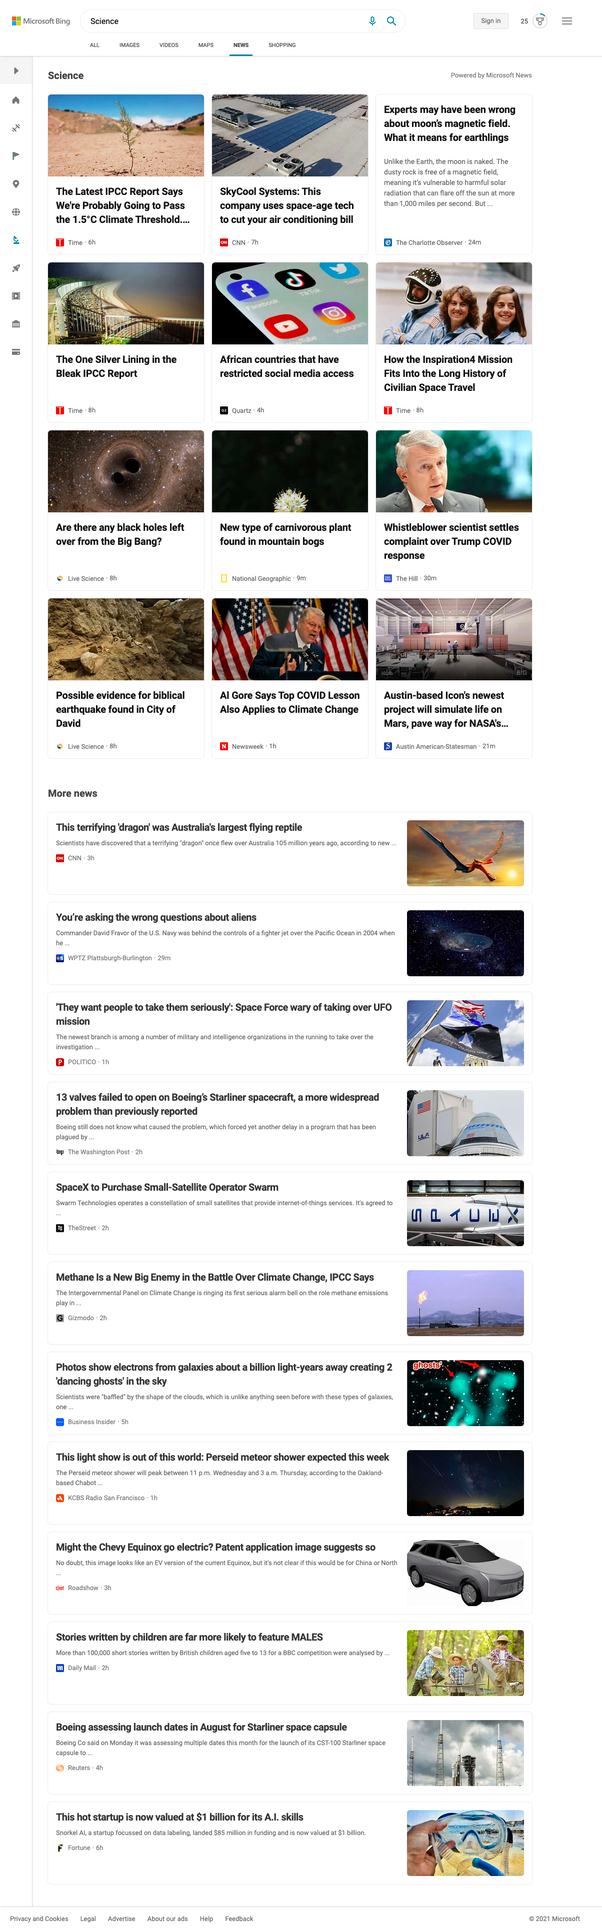 Microsoft Bing
Science
Sign in
25
ALL
IMAGES
VIDEOS
MAPS
NEWS
SHOPPING
Science
Powered by Microsoft News
The Latest IPCC Report Says
We're Probably Going to Pass
the 1.5°C Climate Threshold....
Time · 6h
SkyCool Systems: This
company uses space-age tech
to cut your air conditioning bill
CNN · 7h
Experts may have been wrong
about moon's magnetic field.
What it means for earthlings
Unlike the Earth, the moon is naked. The
dusty rock is free of a magnetic field,
meaning it's vulnerable to harmful solar
radiation that can flare off the sun at more
than 1,000 miles per second. But ...
The Charlotte Observer · 24m
The One Silver Lining in the
Bleak IPCC Report
Time · 8h
Facebook
TikTok
Twitter
Instagram
African countries that have
restricted social media access
Quartz · 4h
How the Inspiration4 Mission
Fits Into the Long History of
Civilian Space Travel
Time · 8h
Are there any black holes left
over from the Big Bang?
Live Science · 8h
New type of carnivorous plant
found in mountain bogs
National Geographic · 9m
Whistleblower scientist settles
complaint over Trump COVID
response
The Hill · 30m
Possible evidence for biblical
earthquake found in City of
David
Live Science · 8h
Al Gore Says Top COVID Lesson
Also Applies to Climate Change
Newsweek · 1h
BIG
Austin-based Icon's newest
project will simulate life on
Mars, pave way for NASA's...
Austin American-Statesman · 21m
More news
This terrifying 'dragon' was Australia's largest flying reptile
Scientists have discovered that a terrifying "dragon" once flew over Australia 105 million years ago, according to new ...
CNN · 3h
You're asking the wrong questions about aliens
Commander David Fravor of the U.S. Navy was behind the controls of a fighter jet over the Pacific Ocean in 2004 when
he ...
WPTZ Plattsburgh-Burlington · 29m
'They want people to take them seriously': Space Force wary of taking over UFO
mission
The newest branch is among a number of military and intelligence organizations in the running to take over the
investigation ...
POLITICO · 1h
13 valves failed to open on Boeing's Starliner spacecraft, a more widespread
problem than previously reported
Boeing still does not know what caused the problem, which forced yet another delay in a program that has been
plagued by ...
The Washington Post · 2h
ULA
SpaceX to Purchase Small-Satellite Operator Swarm
Swarm Technologies operates a constellation of small satellites that provide internet-of-things services. It's agreed to
...
TheStreet · 2h
SPACEX
Methane Is a New Big Enemy in the Battle Over Climate Change, IPCC Says
The Intergovernmental Panel on Climate Change is ringing its first serious alarm bell on the role methane emissions
play in ...
Gizmodo · 2h
Photos show electrons from galaxies about a billion light-years away creating 2
'dancing ghosts' in the sky
Scientists were "baffled" by the shape of the clouds, which is unlike anything seen before with these types of galaxies,
one ...
Business Insider · 5h
ghosts'
This light show is out of this world: Perseid meteor shower expected this week
The Perseid meteor shower will peak between 11 p.m. Wednesday and 3 a.m. Thursday, according to the Oakland-
based Chabot ...
KCBS Radio San Francisco · 1h
Might the Chevy Equinox go electric? Patent application image suggests so
No doubt, this image looks like an EV version of the current Equinox, but it's not clear if this would be for China or North
...
Roadshow · 3h
Stories written by children are far more likely to feature MALES
More than 100,000 short stories written by British children aged five to 13 for a BBC competition were analysed by ...
Daily Mail · 2h
Boeing assessing launch dates in August for Starliner space capsule
Boeing Co said on Monday it was assessing multiple dates this month for the launch of its CST-100 Starliner space
capsule to ...
Reuters · 4h
This hot startup is now valued at $1 billion for its A.I. skills
Snorkel AI, a startup focussed on data labeling, landed $85 million in funding and is now valued at $1 billion.
Fortune · 6h
Privacy and Cookies
Legal
Advertise
About our ads
Help
Feedback
© 2021 Microsoft